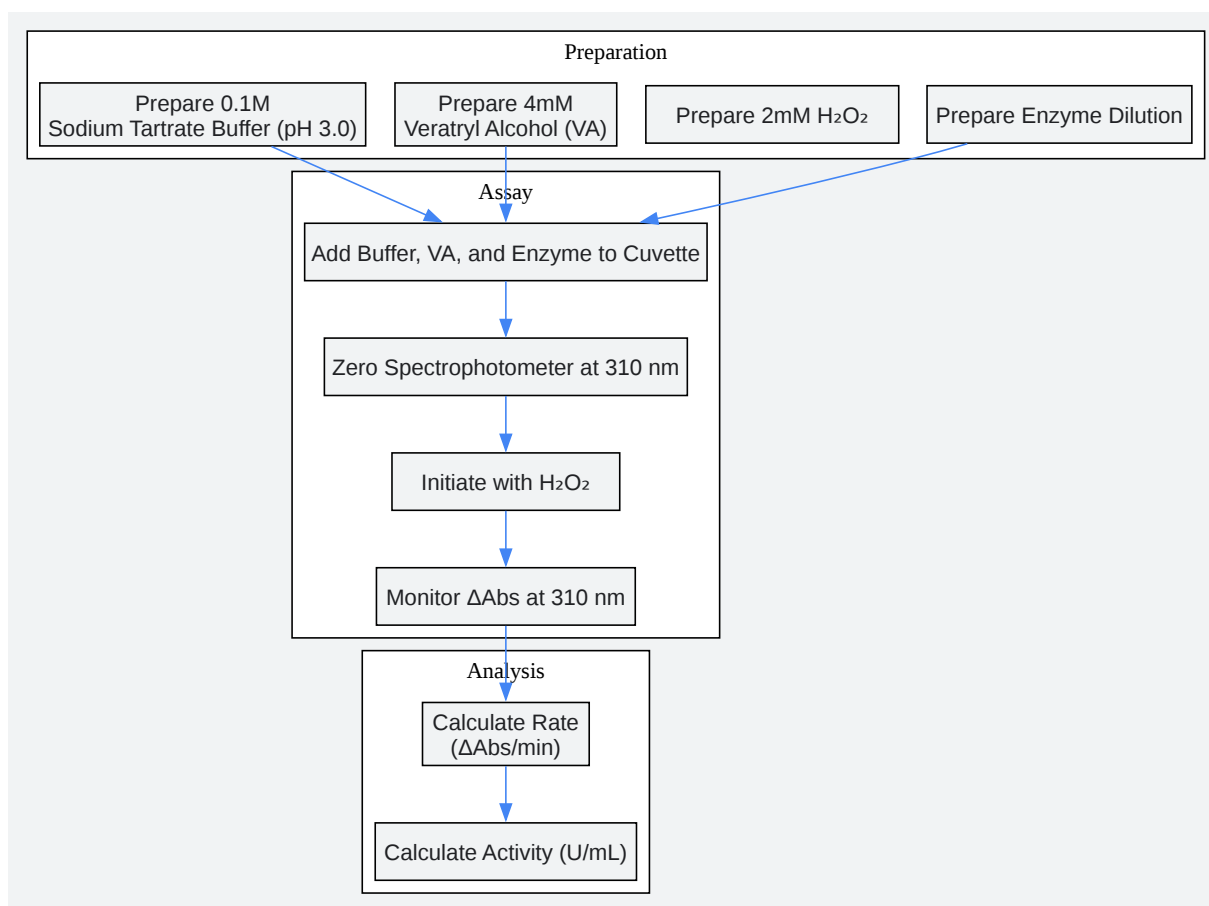 Preparation
Prepare 0.1M
Sodium Tartrate Buffer (pH 3.0)
Prepare 4mM
Veratryl Alcohol (VA)
Prepare 2mM H₂O₂
Prepare Enzyme Dilution
Assay
Add Buffer, VA, and Enzyme to Cuvette
Zero Spectrophotometer at 310 nm
Initiate with H₂O₂
Monitor ΔAbs at 310 nm
Analysis
Calculate Rate
(ΔAbs/min)
Calculate Activity (U/mL)